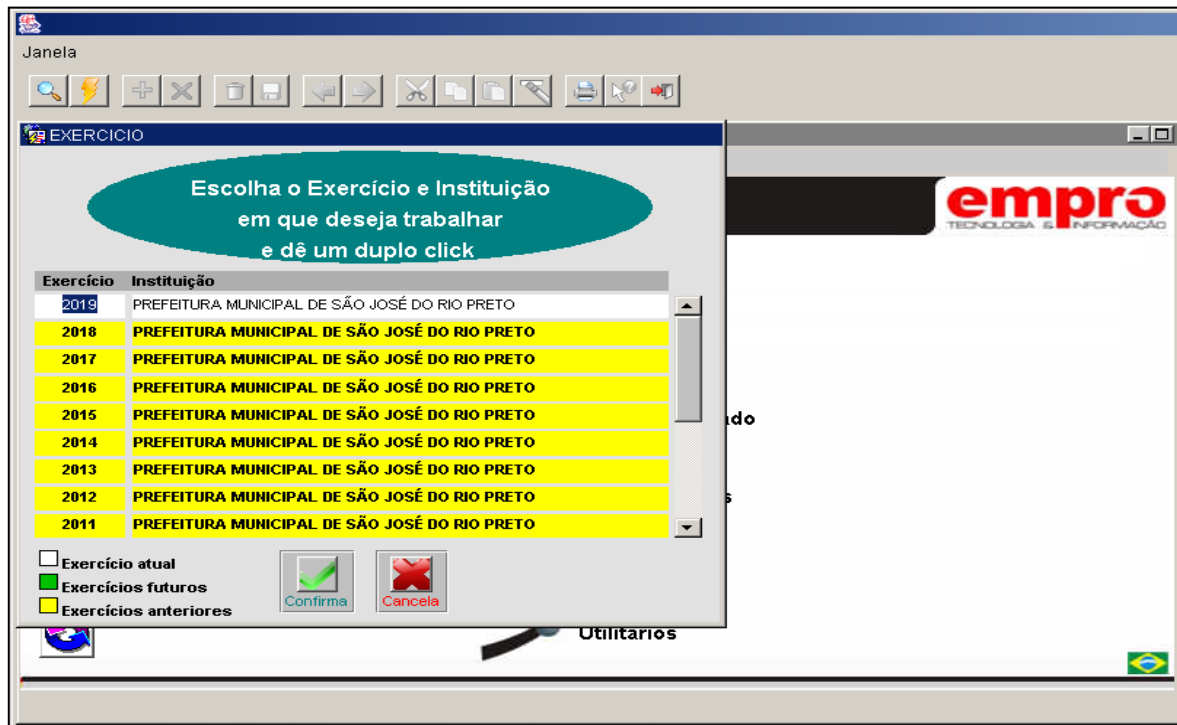 Janela
EXERCICIO
empro
TECNOLOGIA & INFORMAÇÃO
Escolha o Exercício e Instituição
em que deseja trabalhar
e dê um duplo click
Exercício Instituição
2019 PREFEITURA MUNICIPAL DE SÃO JOSÉ DO RIO PRETO
2018 PREFEITURA MUNICIPAL DE SÃO JOSÉ DO RIO PRETO
2017 PREFEITURA MUNICIPAL DE SÃO JOSÉ DO RIO PRETO
2016 PREFEITURA MUNICIPAL DE SÃO JOSÉ DO RIO PRETO
2015 PREFEITURA MUNICIPAL DE SÃO JOSÉ DO RIO PRETO
2014 PREFEITURA MUNICIPAL DE SÃO JOSÉ DO RIO PRETO
2013 PREFEITURA MUNICIPAL DE SÃO JOSÉ DO RIO PRETO
2012 PREFEITURA MUNICIPAL DE SÃO JOSÉ DO RIO PRETO
2011 PREFEITURA MUNICIPAL DE SÃO JOSÉ DO RIO PRETO
Exercício atual
Exercícios futuros
Exercícios anteriores
Confirma
Cancela
Utilitários